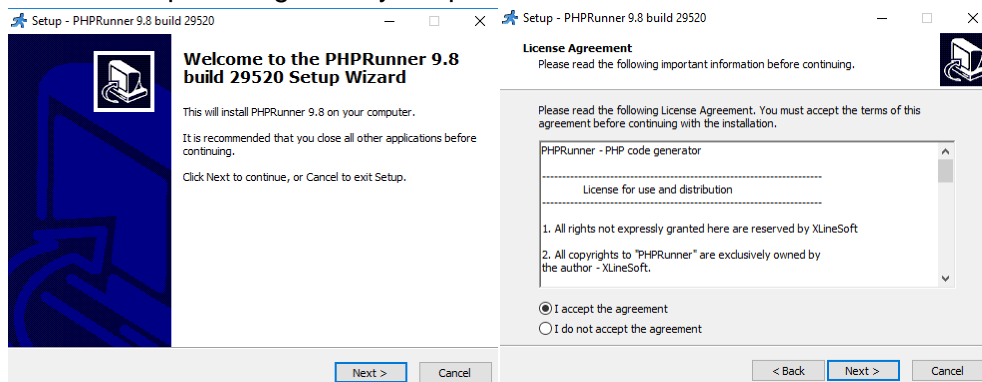 Setup - PHPRunner 9.8 build 29520
Welcome to the PHPRunner 9.8
build 29520 Setup Wizard
This will install PHPRunner 9.8 on your computer.
It is recommended that you close all other applications before
continuing.
Click Next to continue, or Cancel to exit Setup.
Next >
Cancel
Setup - PHPRunner 9.8 build 29520
License Agreement
Please read the following important information before continuing.
Please read the following License Agreement. You must accept the terms of this
agreement before continuing with the installation.
PHPRunner - PHP code generator
----------------------------------------------------------------------
License for use and distribution
----------------------------------------------------------------------
1. All rights not expressly granted here are reserved by XLineSoft
2. All copyrights to "PHPRunner" are exclusively owned by
the author - XLineSoft.
I accept the agreement
I do not accept the agreement
< Back
Next >
Cancel